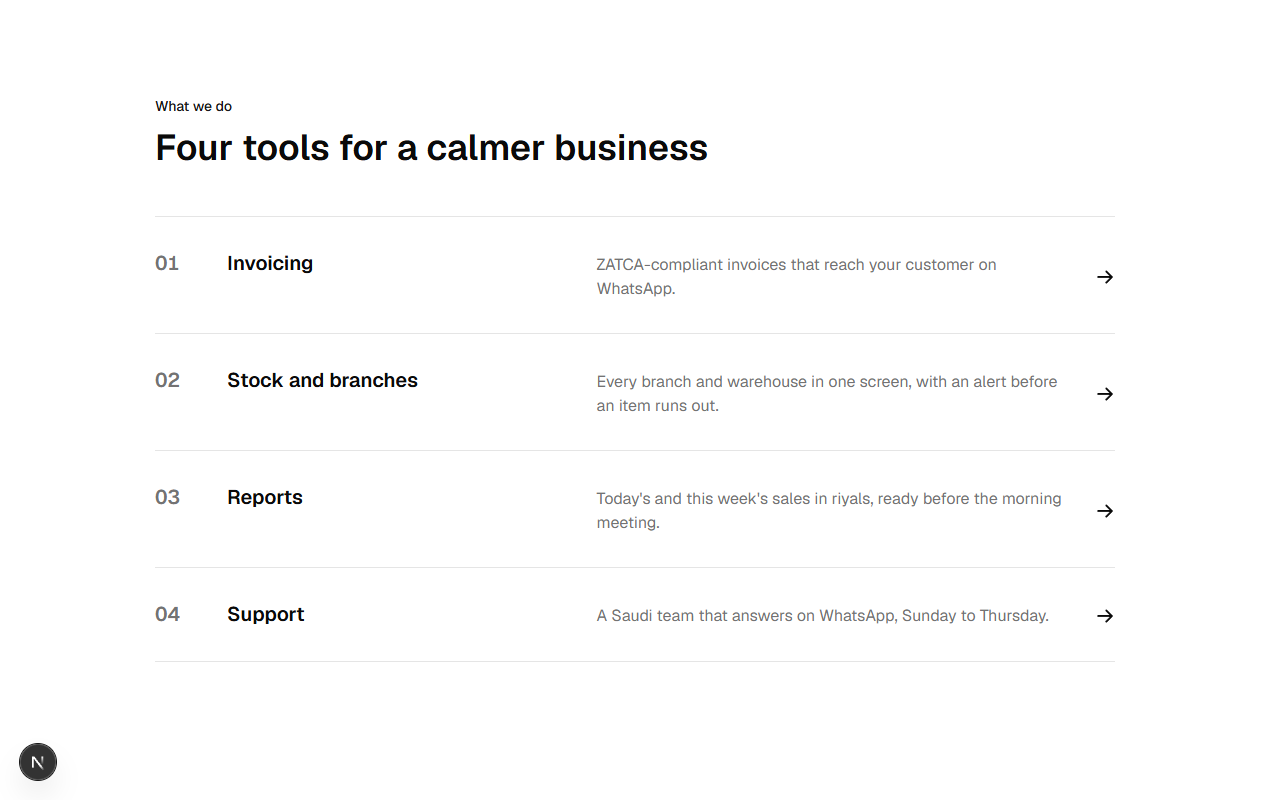 What we do
Four tools for a calmer business
01 Invoicing ZATCA-compliant invoices that reach your customer on
WhatsApp.
02 Stock and branches Every branch and warehouse in one screen, with an alert before
an item runs out.
03 Reports Today's and this week's sales in riyals, ready before the morning
meeting.
04 Support A Saudi team that answers on WhatsApp, Sunday to Thursday.
N